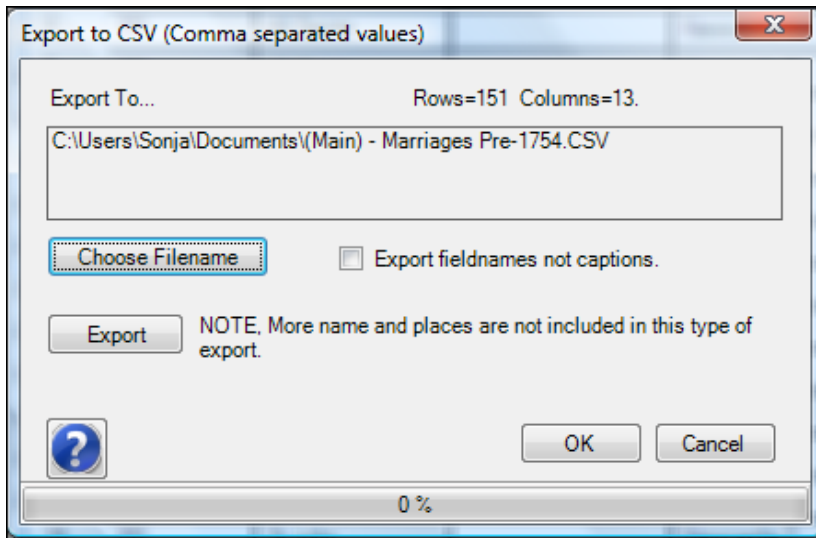 Export to CSV (Comma separated values)
Export To... Rows=151 Columns=13.
C:\Users\Sonja\Documents\(Main) - Marriages Pre-1754.CSV
Choose Filename Export fieldnames not captions.
Export NOTE, More name and places are not included in this type of
export.
? OK Cancel
0 %